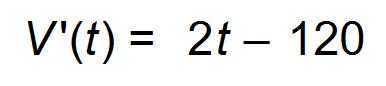 V'(t) = 2t – 120